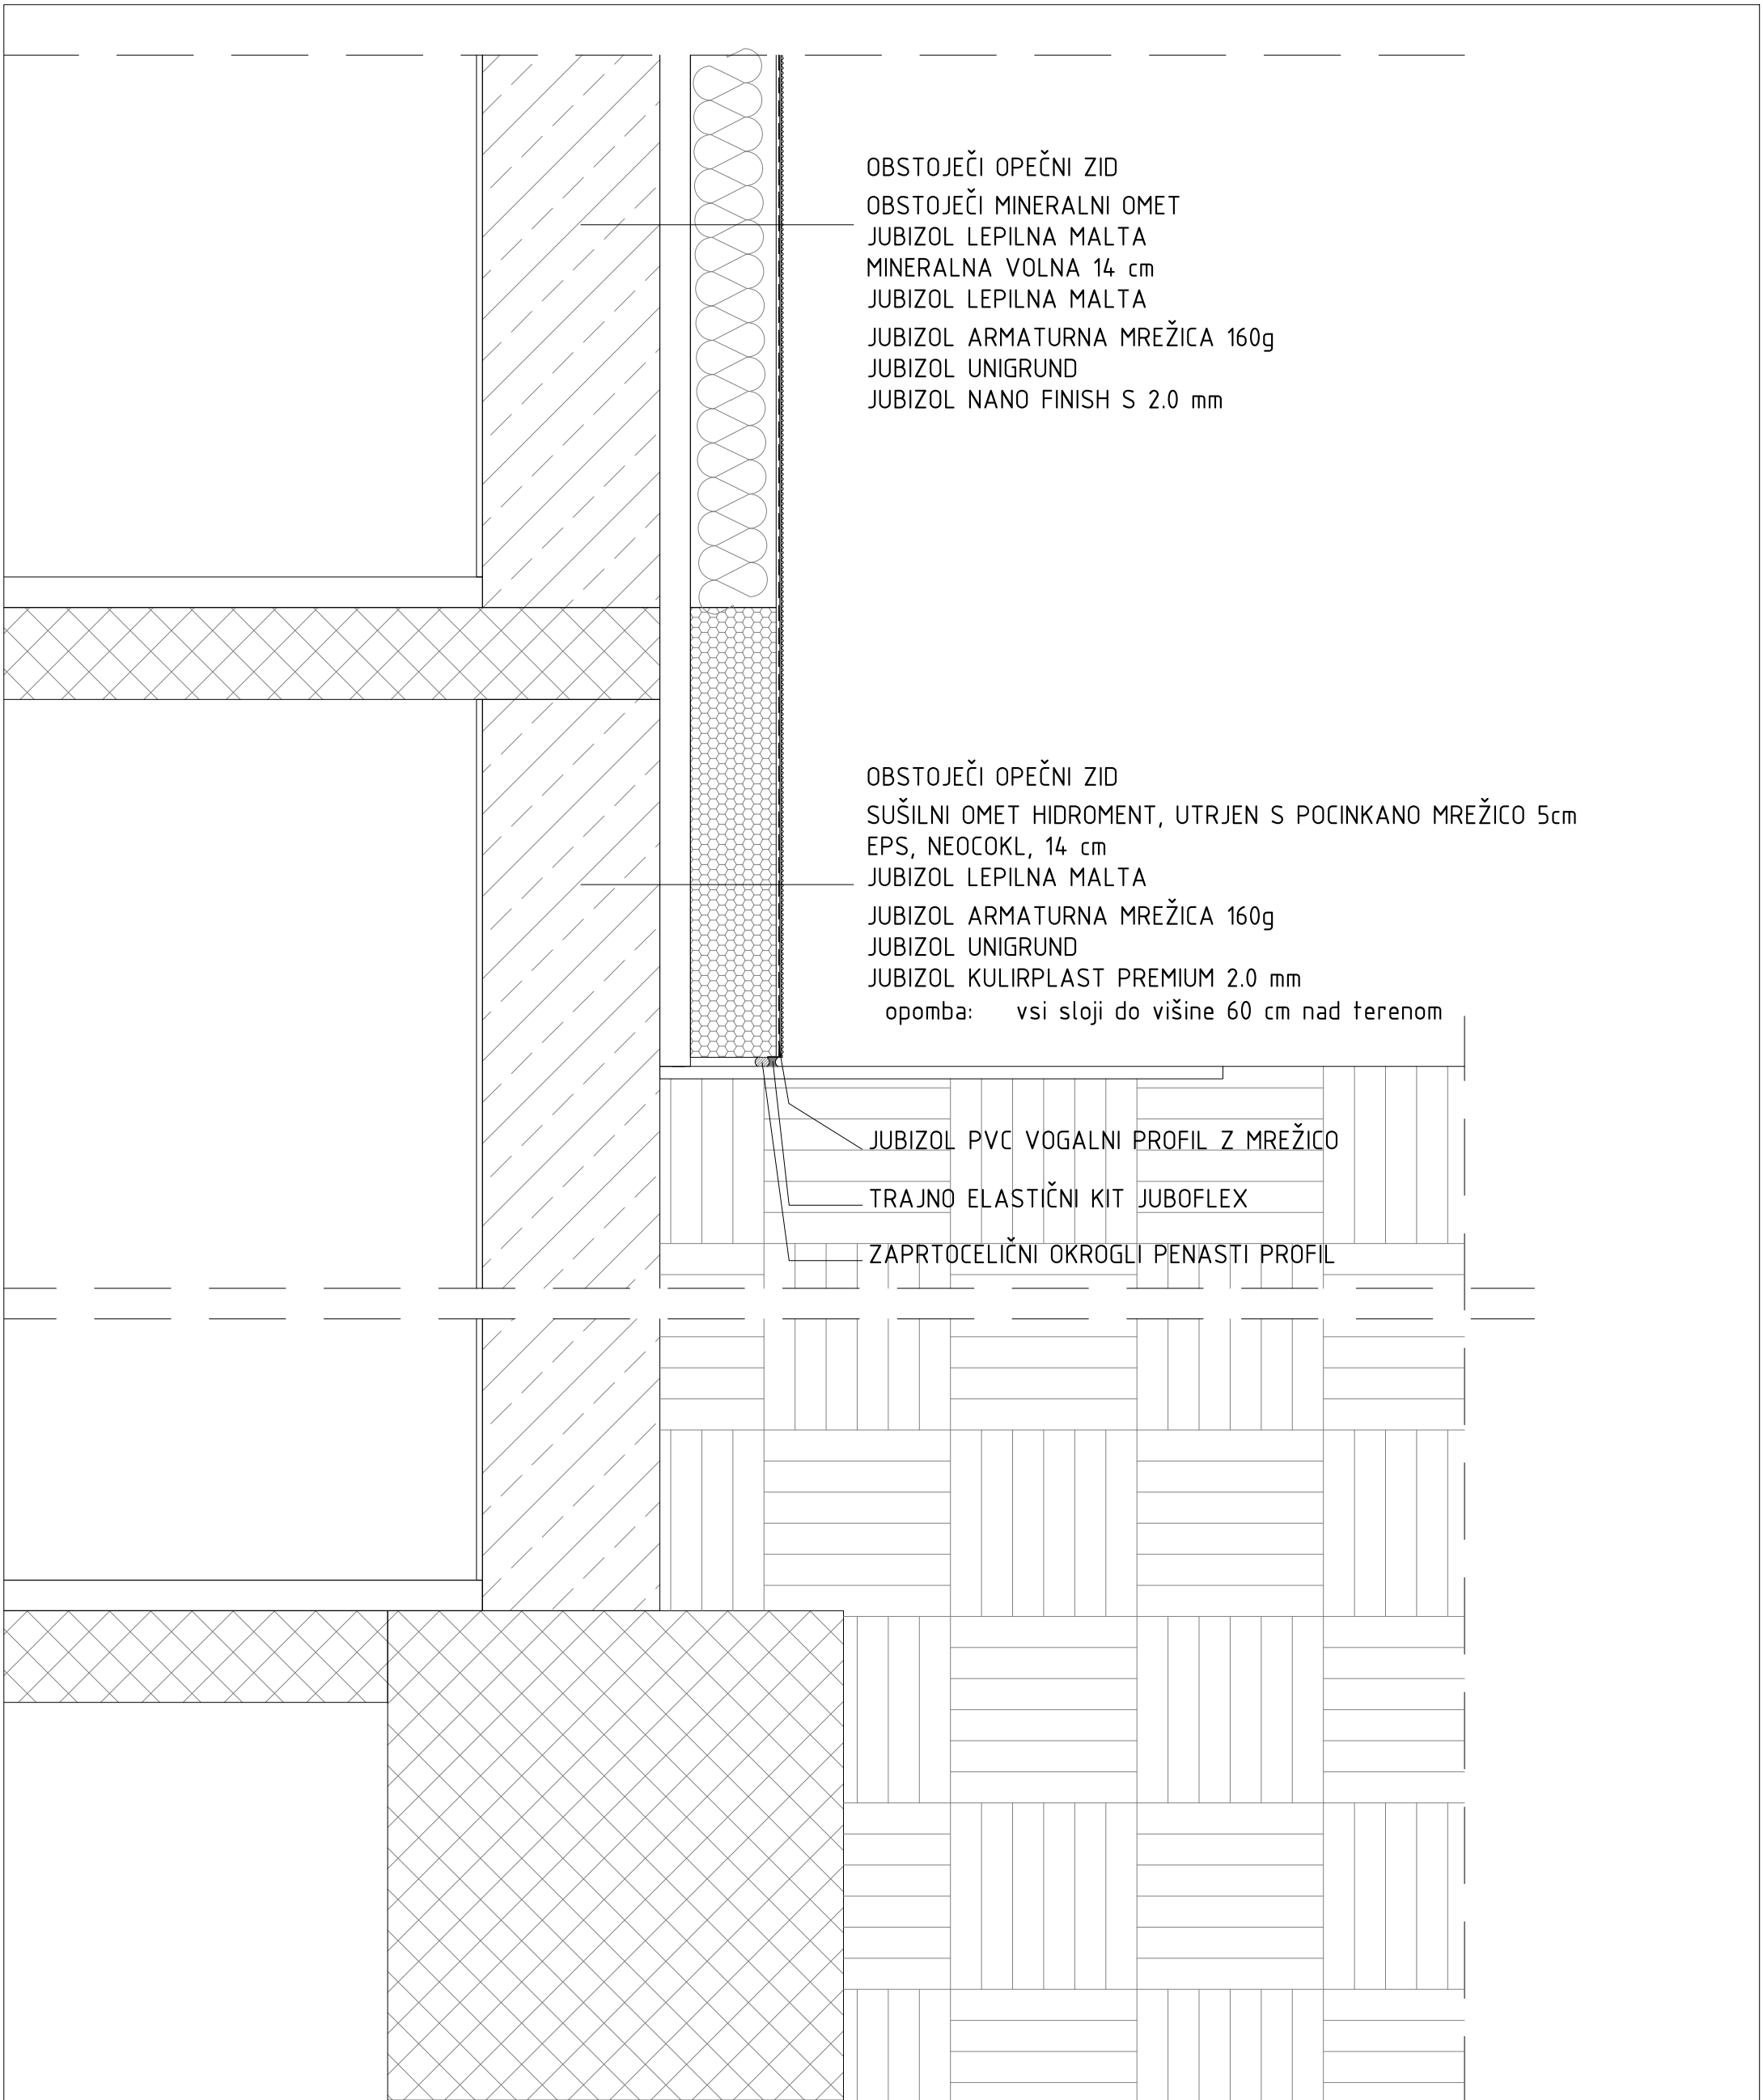 OBSTOJEČI OPEČNI ZID
OBSTOJEČI MINERALNI OMET
JUBIZOL LEPILNA MALTA
MINERALNA VOLNA 14 cm
JUBIZOL LEPILNA MALTA
JUBIZOL ARMATURNA MREŽICA 160g
JUBIZOL UNIGRUND
JUBIZOL NANO FINISH S 2.0 mm
OBSTOJEČI OPEČNI ZID
SUŠILNI OMET HIDROMENT, UTRJEN S POCINKANO MREŽICO 5cm
EPS, NEOCOKL, 14 cm
JUBIZOL LEPILNA MALTA
JUBIZOL ARMATURNA MREŽICA 160g
JUBIZOL UNIGRUND
JUBIZOL KULIRPLAST PREMIUM 2.0 mm
opomba: vsi sloji do višine 60 cm nad terenom
JUBIZOL PVC VOGALNI PROFIL Z MREŽICO
TRAJNO ELASTIČNI KIT JUBOFLEX
ZAPRTOCELIČNI OKROGLI PENASTI PROFIL